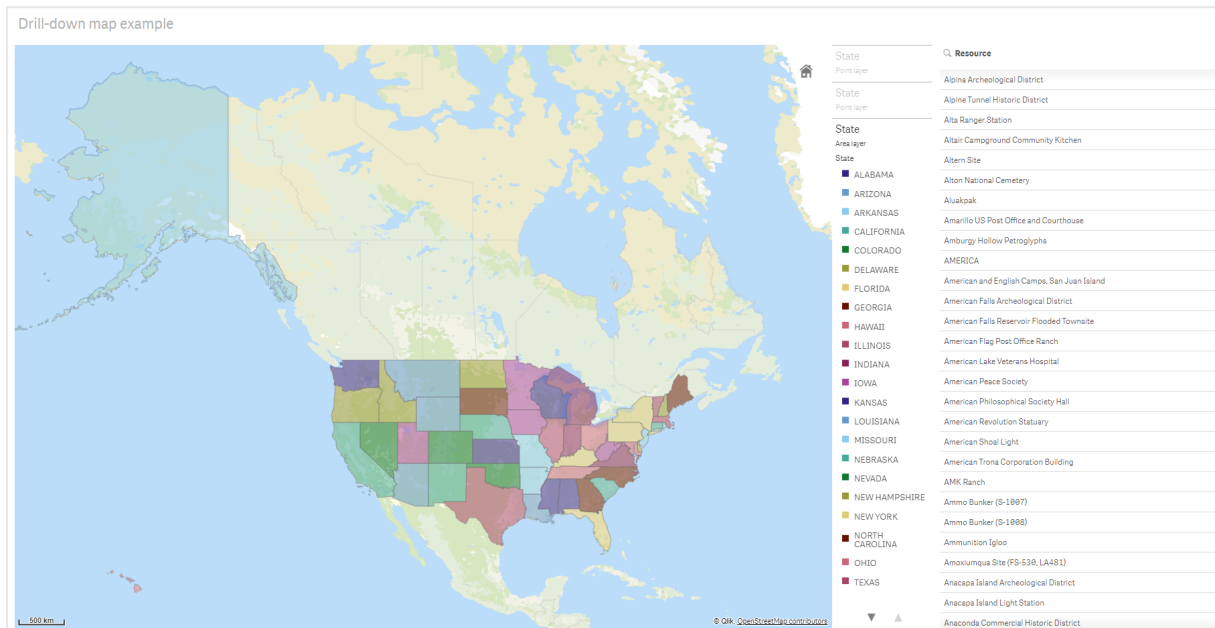 Drill-down map example
State
Point layer
State
Point layer
State
Area layer
State
ALABAMA
ARIZONA
ARKANSAS
CALIFORNIA
COLORADO
DELAWARE
FLORIDA
GEORGIA
HAWAII
ILLINOIS
INDIANA
IOWA
KANSAS
LOUISIANA
MISSOURI
NEBRASKA
NEVADA
NEW HAMPSHIRE
NEW YORK
NORTH
CAROLINA
OHIO
TEXAS
500 km
© Qlik, OpenStreetMap contributors
Resource
Alpina Archeological District
Alpine Tunnel Historic District
Alta Ranger Station
Altair Campground Community Kitchen
Altern Site
Alton National Cemetery
Aluakpak
Amarillo US Post Office and Courthouse
Amburgy Hollow Petroglyphs
AMERICA
American and English Camps, San Juan Island
American Falls Archeological District
American Falls Reservoir Flooded Townsite
American Flag Post Office Ranch
American Lake Veterans Hospital
American Peace Society
American Philosophical Society Hall
American Revolution Statuary
American Shoal Light
American Trona Corporation Building
AMK Ranch
Ammo Bunker (S-1007)
Ammo Bunker (S-1008)
Ammunition Igloo
Amoxiumqua Site (FS-530, LA481)
Anacapa Island Archeological District
Anacapa Island Light Station
Anaconda Commercial Historic District